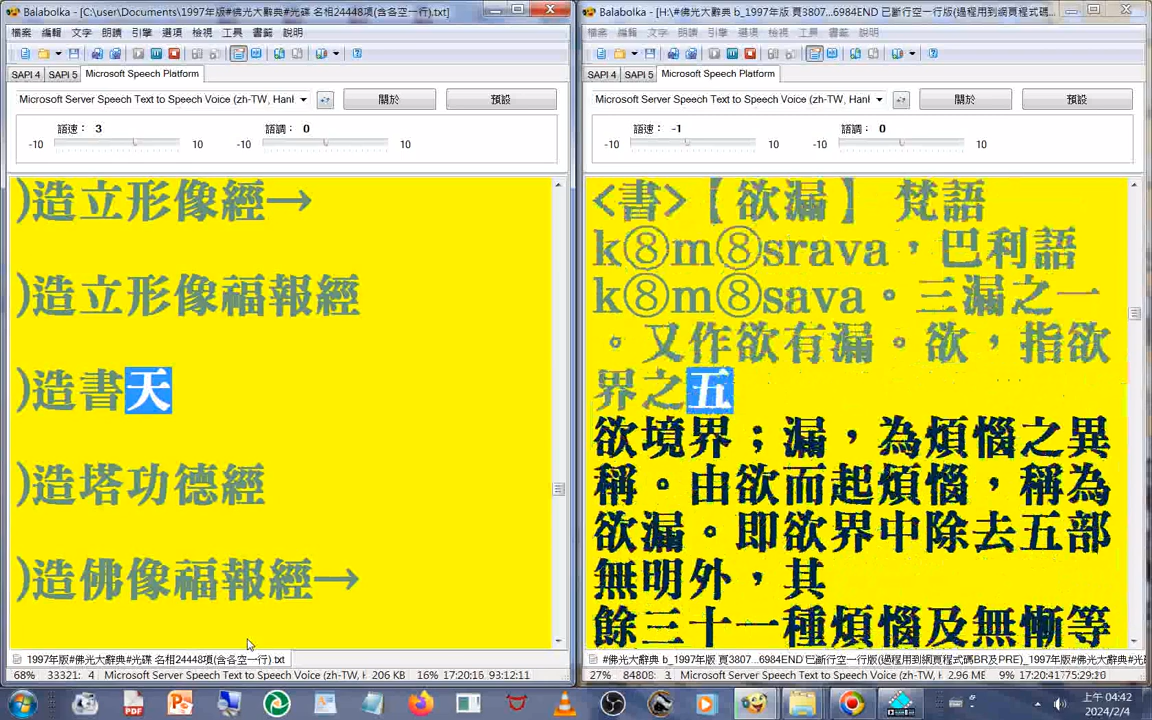 Balabolka - [C:\user\Documents\1997年版#佛光大辭典#光碟 名相24448項(含各空一行).txt]
檔案 編輯 文字 朗讀 引擎 選項 檢視 工具 書籤 說明
SAPI 4 SAPI 5 Microsoft Speech Platform
Microsoft Server Speech Text to Speech Voice (zh-TW, Hanl 關於 預設
語速： 3 語調： 0
-10 10 -10 10
)造立形像經→
)造立形像福報經
)造書天
)造塔功德經
)造佛像福報經→
1997年版#佛光大辭典#光碟 名相24448項(含各空一行).txt
68% 33321: 4 Microsoft Server Speech Text to Speech Voice (zh-TW, H 206 KB 16% 17:20:16 93:12:11
Balabolka - [H:\#佛光大辭典 b_1997年版 頁3807...6984END 已斷行空一行版(過程用到網頁程式碼...
檔案 編輯 文字 朗讀 引擎 選項 檢視 工具 書籤 說明
SAPI 4 SAPI 5 Microsoft Speech Platform
Microsoft Server Speech Text to Speech Voice (zh-TW, Hanl 關於 預設
語速： -1 語調： 0
-10 10 -10 10
<書>【欲漏】 梵語
k⑧m⑧srava，巴利語
k⑧m⑧sava。三漏之一
。又作欲有漏。欲，指欲
界之五
欲境界；漏，為煩惱之異
稱。由欲而起煩惱，稱為
欲漏。即欲界中除去五部
無明外，其
餘三十一種煩惱及無慚等
#佛光大辭典 b_1997年版 頁3807...6984END 已斷行空一行版(過程用到網頁程式碼BR及PRE)_1997年版#佛光
27% 84808: 3 Microsoft Server Speech Text to Speech Voice (zh-TW, H 2.96 MB 9% 17:20:41
上午 04:42
2024/2/4